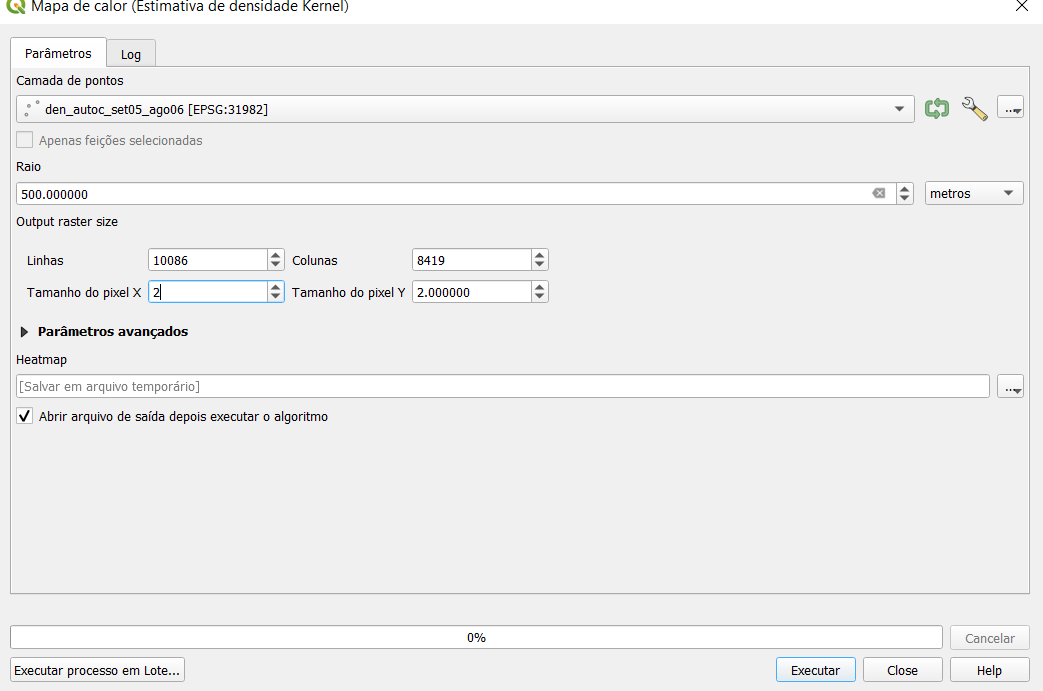 Mapa de calor (Estimativa de densidade Kernel)
Parâmetros Log
Camada de pontos
den_autoc_set05_ago06 [EPSG:31982]
...
Apenas feições selecionadas
Raio
500.000000 metros
Output raster size
Linhas 10086 Colunas 8419
Tamanho do pixel X 2 Tamanho do pixel Y 2.000000
Parâmetros avançados
Heatmap
[Salvar em arquivo temporário] ...
Abrir arquivo de saída depois executar o algoritmo
0% Cancelar
Executar processo em Lote... Executar Close Help